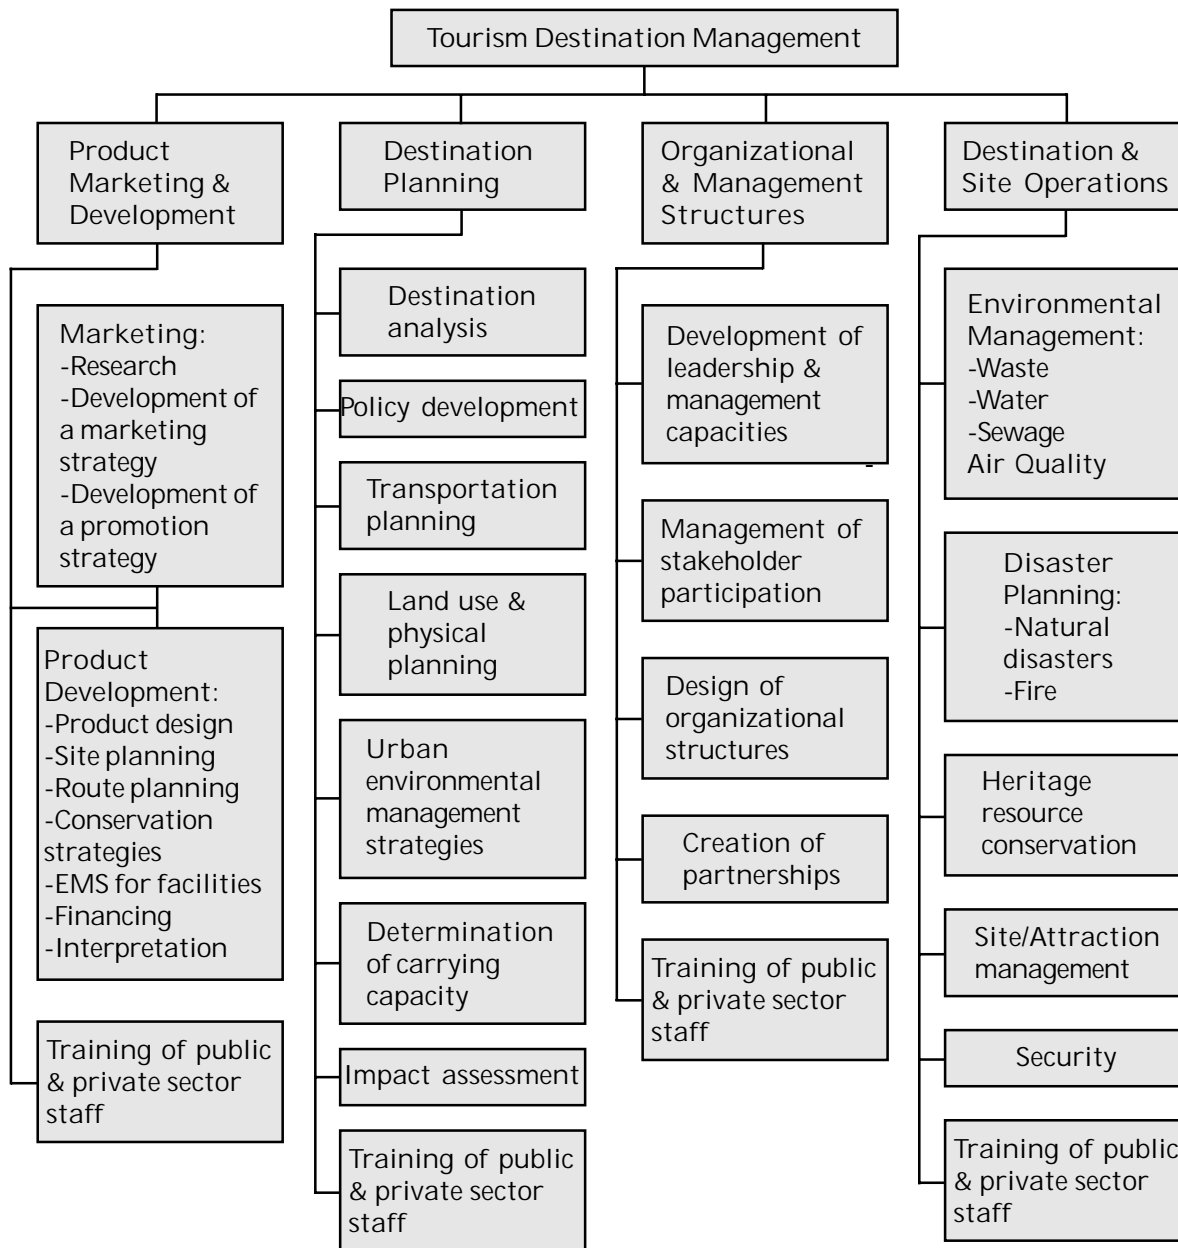 Tourism Destination Management
Product
Marketing &
Development
Marketing:
-Research
-Development of
a marketing
strategy
-Development of
a promotion
strategy
Product
Development:
-Product design
-Site planning
-Route planning
-Conservation
strategies
-EMS for facilities
-Financing
-Interpretation
Training of public
& private sector
staff
Destination
Planning
Destination
analysis
Policy development
Transportation
planning
Land use &
physical
planning
Urban
environmental
management
strategies
Determination
of carrying
capacity
Impact assessment
Training of public
& private sector
staff
Organizational
& Management
Structures
Development of
leadership &
management
capacities
Management of
stakeholder
participation
Design of
organizational
structures
Creation of
partnerships
Training of public
& private sector
staff
Destination &
Site Operations
Environmental
Management:
-Waste
-Water
-Sewage
Air Quality
Disaster
Planning:
-Natural
disasters
-Fire
Heritage
resource
conservation
Site/Attraction
management
Security
Training of public
& private sector
staff